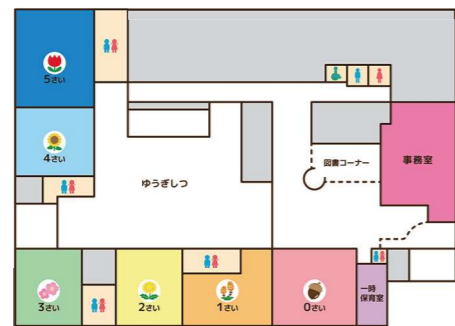 5さい
4さい
ゆうぎしつ
図書コーナー
事務室
3さい
2さい
1さい
0さい
一時
保育室